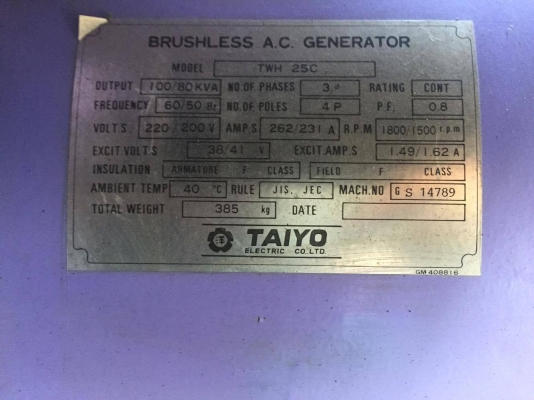 BRUSHLESS A.C. GENERATOR
MODEL TWH 25C
OUTPUT 100/80 KVA NO.OF PHASES 3ø RATING CONT
FREQUENCY 60/50 Hz NO.OF POLES 4P P.F. 0.8
VOLTS. 220/200 V AMP.S 262/231 A R.P.M 1800/1500 r.p.m
EXCIT.VOLT.S 38/41 V EXCIT.AMP.S 1.49/1.62 A
INSULATION ARMATURE F CLASS FIELD F CLASS
AMBIENT TEMP 40 °C RULE JIS. JEC MACH.NO G S 14789
TOTAL WEIGHT 385 kg DATE
TAIYO
ELECTRIC CO.LTD.
GM 408816